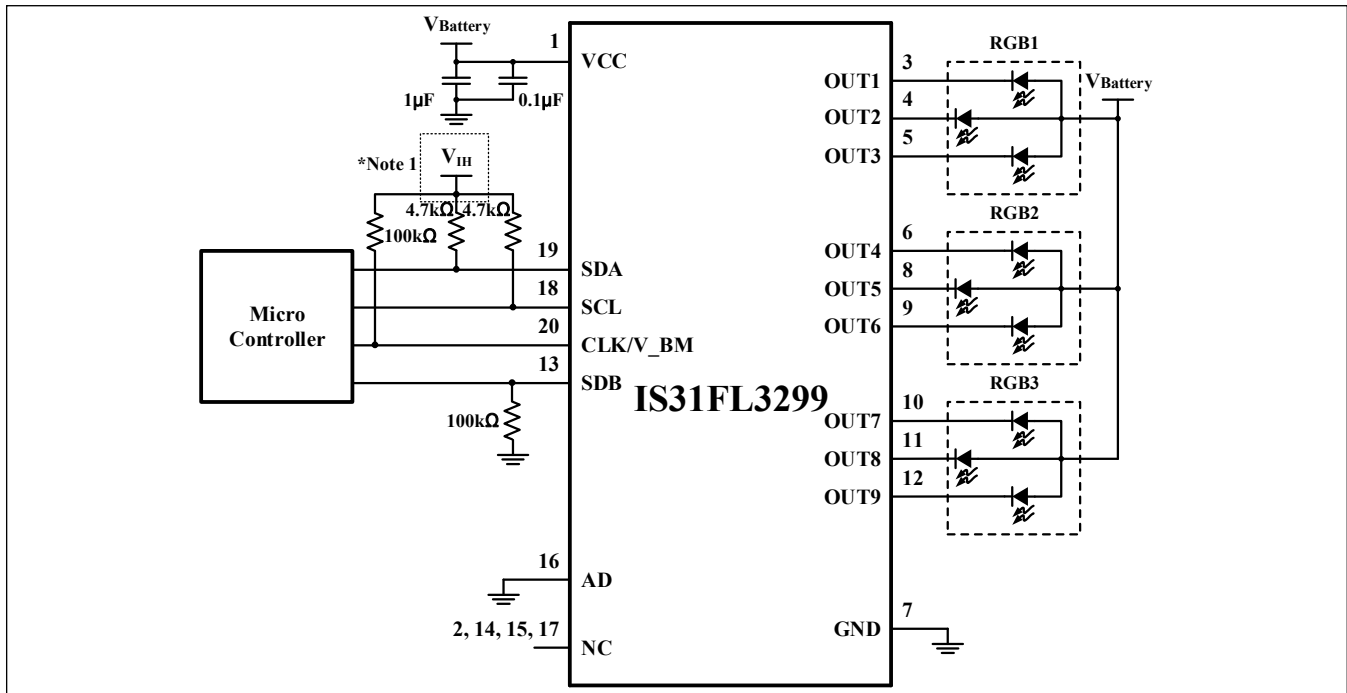 VBattery
1
VCC
1µF
0.1µF
*Note 1
VIH
4.7kΩ 4.7kΩ
100kΩ
Micro
Controller
19
SDA
18
SCL
20
CLK/V_BM
13
SDB
100kΩ
IS31FL3299
16
AD
2, 14, 15, 17
NC
RGB1
VBattery
3
OUT1
4
OUT2
5
OUT3
RGB2
6
OUT4
8
OUT5
9
OUT6
RGB3
10
OUT7
11
OUT8
12
OUT9
7
GND